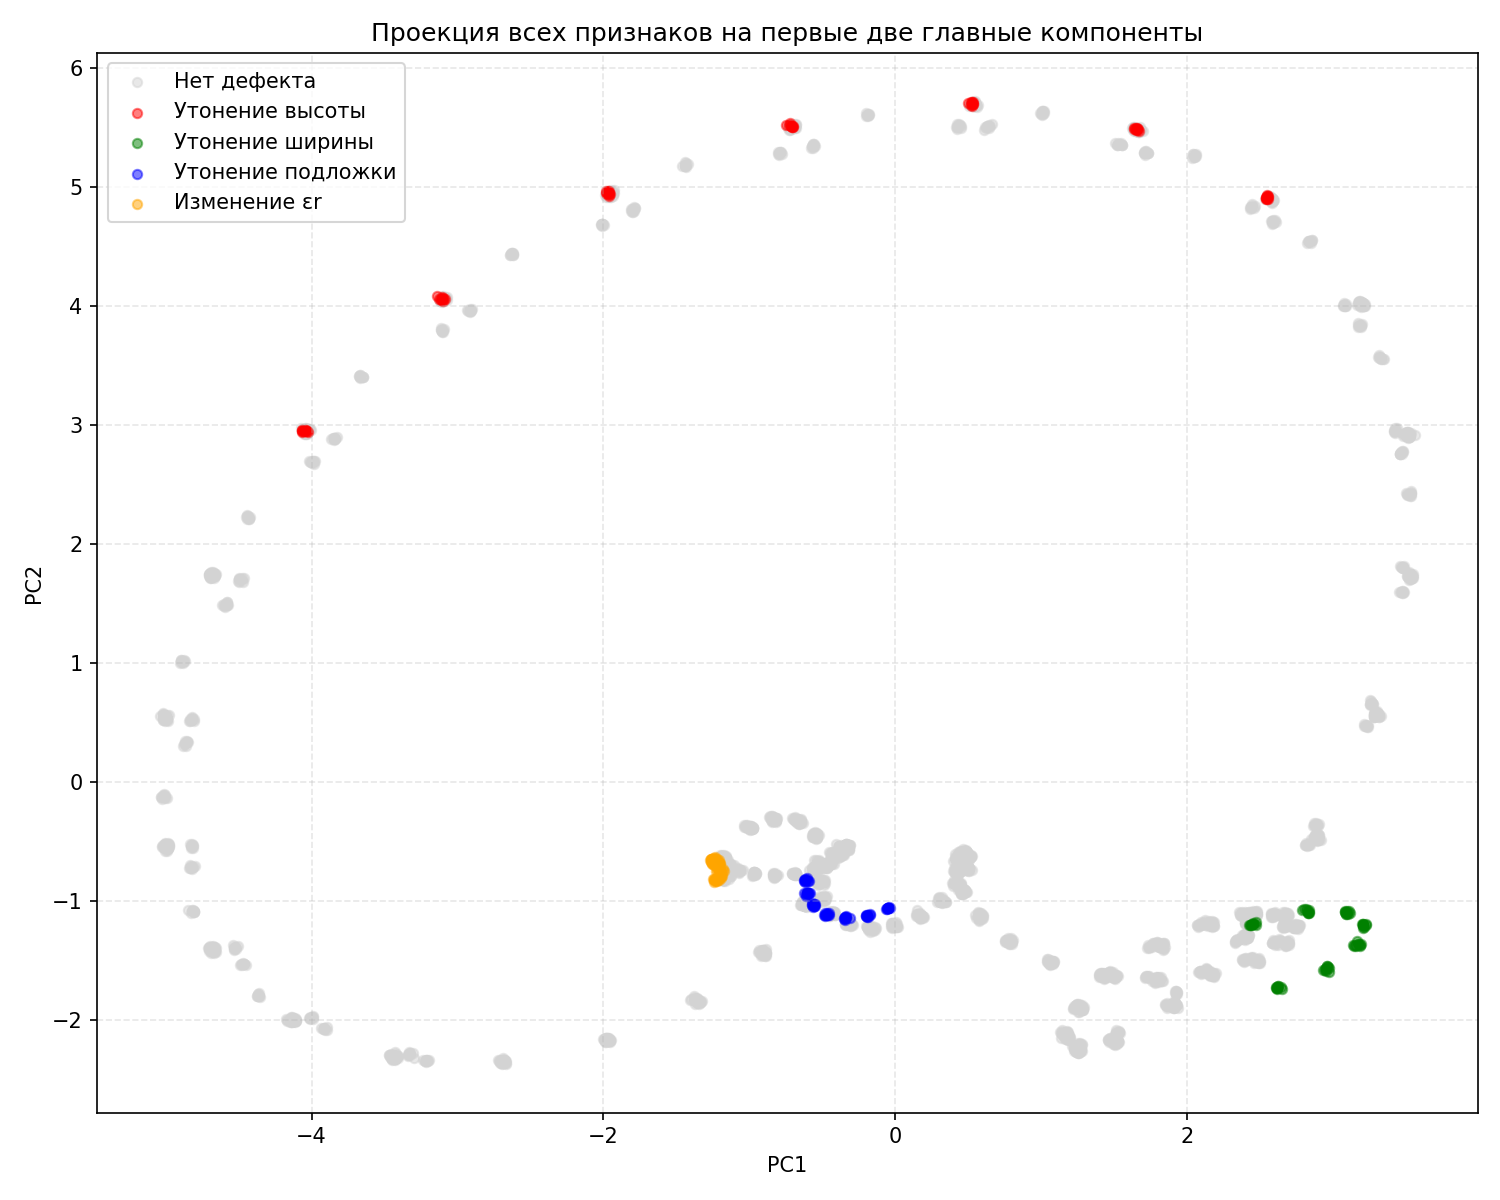 Проекция всех признаков на первые две главные компоненты
Нет дефекта
Утонение высоты
Утонение ширины
Утонение подложки
Изменение εr
6
5
4
3
2
1
0
−1
−2
PC2
−4
−2
0
2
PC1